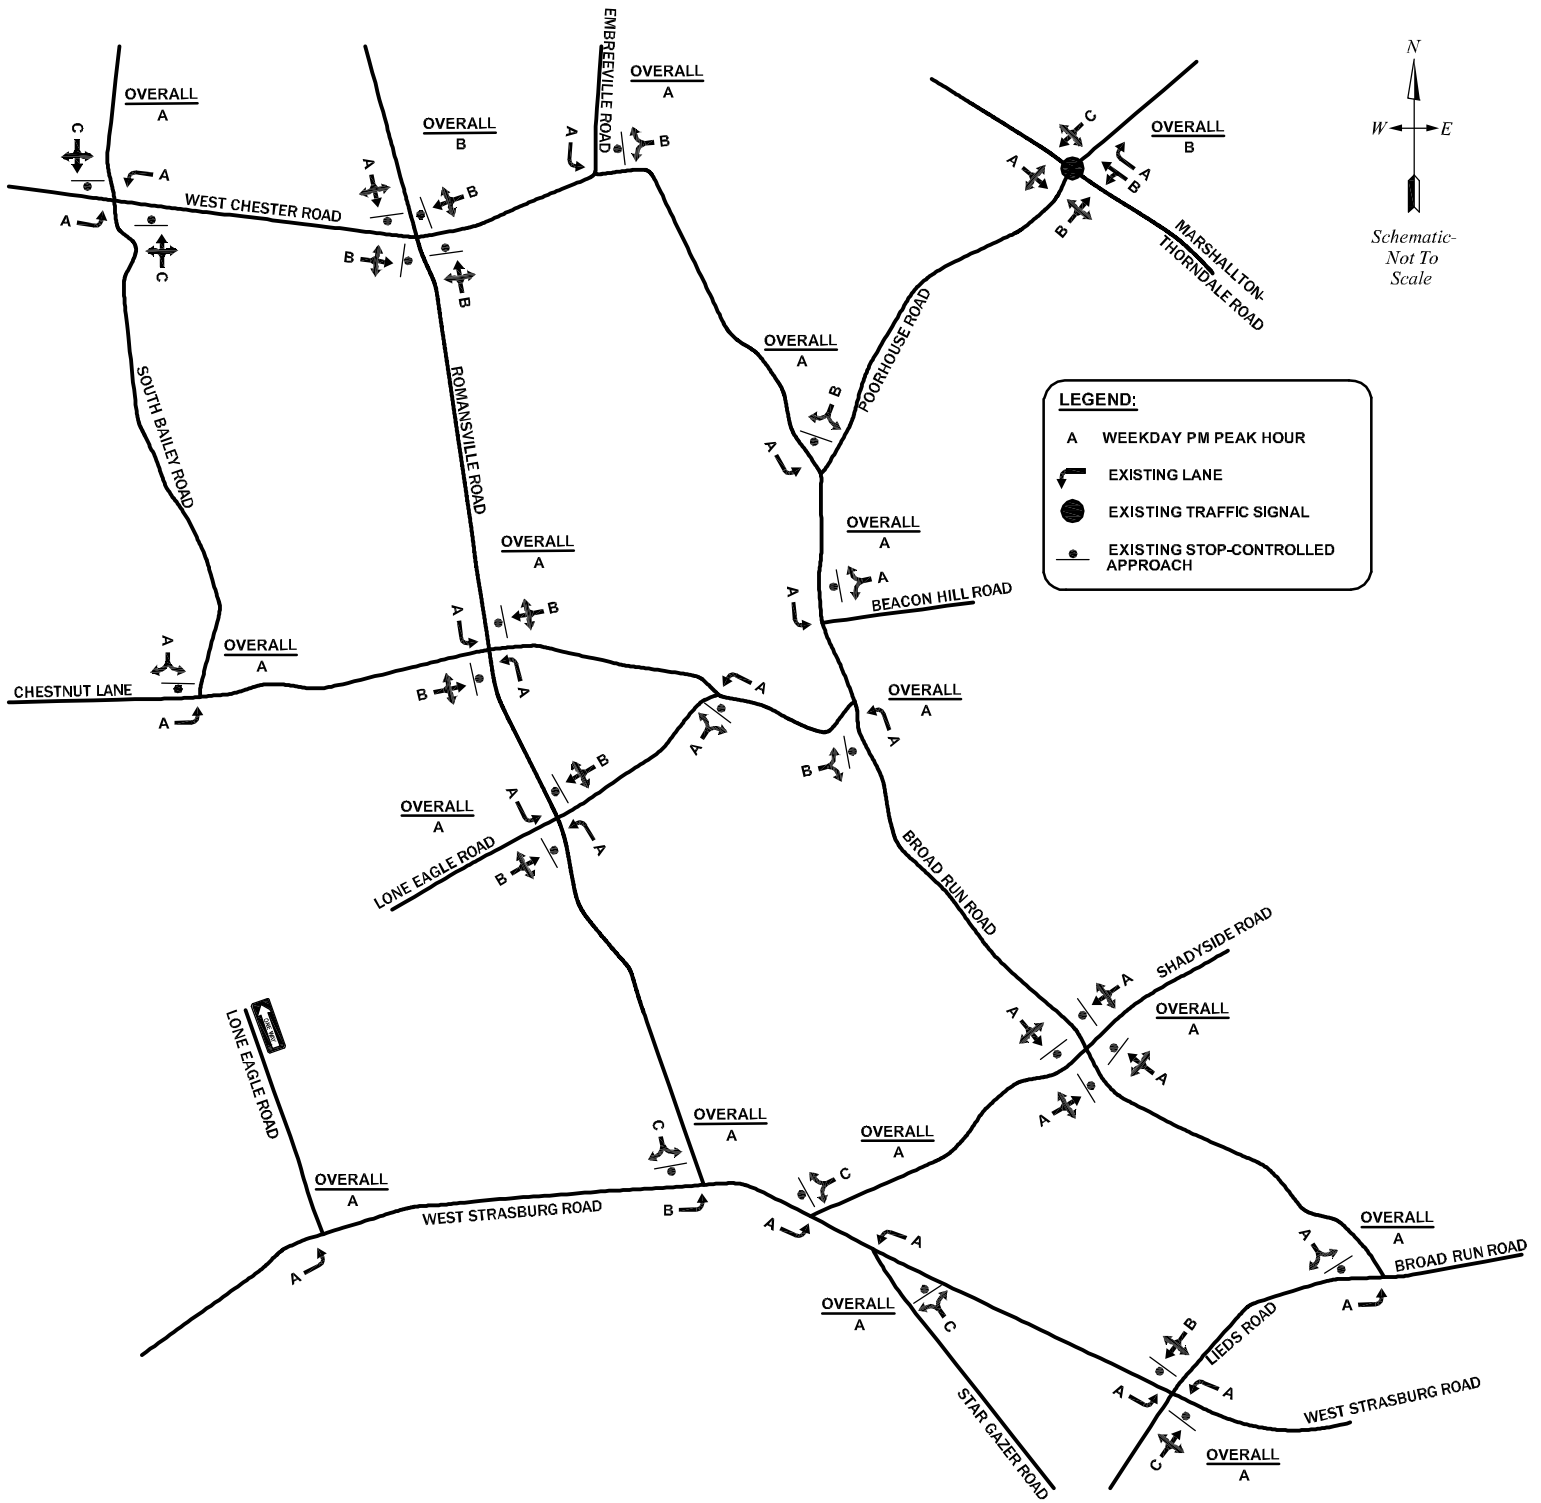 EMBREEVILLE ROAD
N
W E
Schematic-
Not To
Scale
OVERALL
A
OVERALL
A
OVERALL
B
OVERALL
B
C
A
A
C
A
B
B
B
A
B
C
A
A
B
B
WEST CHESTER ROAD
MARSHALLTON-
THORNDALE ROAD
POORHOUSE ROAD
SOUTH BAILEY ROAD
ROMANSVILLE ROAD
OVERALL
A
B
A
LEGEND:
A WEEKDAY PM PEAK HOUR
EXISTING LANE
EXISTING TRAFFIC SIGNAL
EXISTING STOP-CONTROLLED
APPROACH
OVERALL
A
OVERALL
A
A
A
BEACON HILL ROAD
A
B
B
A
OVERALL
A
A
A
CHESTNUT LANE
OVERALL
A
A
A
B
A
B
A
A
B
OVERALL
A
LONE EAGLE ROAD
BROAD RUN ROAD
SHADYSIDE ROAD
A
A
A
A
OVERALL
A
LONE EAGLE ROAD
ONE WAY
OVERALL
A
C
B
OVERALL
A
C
A
OVERALL
A
A
WEST STRASBURG ROAD
A
C
OVERALL
A
OVERALL
A
A
A
BROAD RUN ROAD
LIEDS ROAD
B
A
A
C
WEST STRASBURG ROAD
STAR GAZER ROAD
OVERALL
A